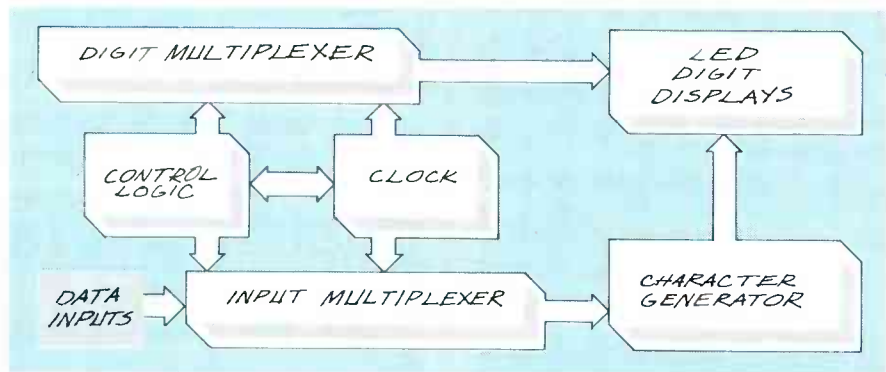 DIGIT MULTIPLEXER
LED
DIGIT
DISPLAYS
CONTROL
LOGIC
CLOCK
DATA
INPUTS
INPUT MULTIPLEXER
CHARACTER
GENERATOR